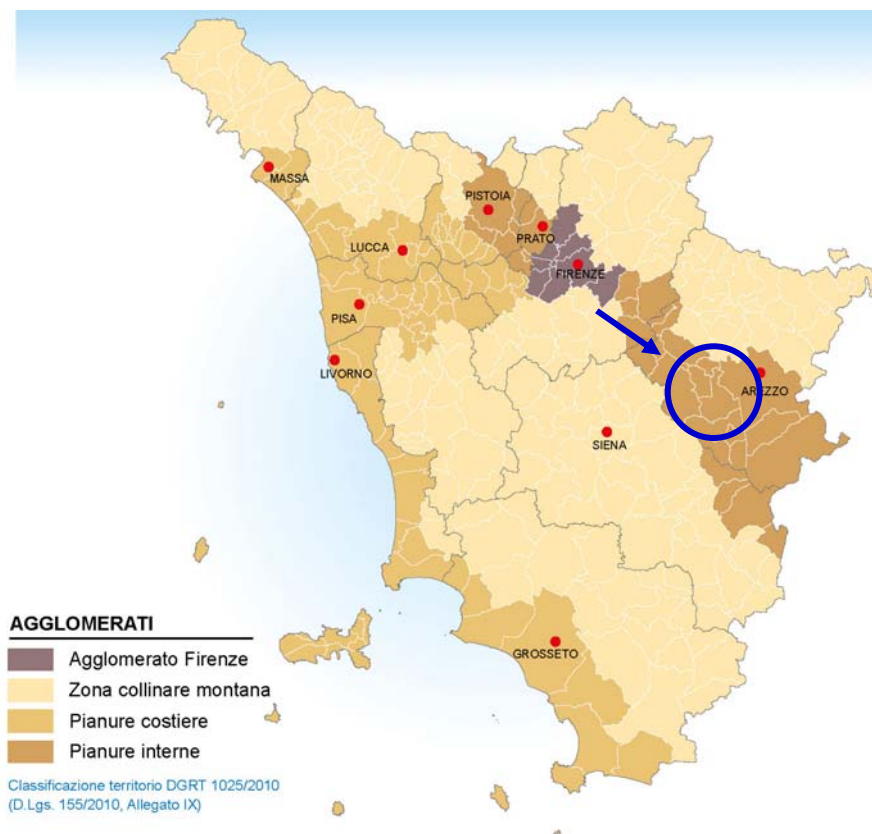 MASSA
PISTOIA
PRATO
LUCCA
FIRENZE
PISA
LIVORNO
AREZZO
SIENA
GROSSETO
AGGLOMERATI
Agglomerato Firenze
Zona collinare montana
Pianure costiere
Pianure interne
Classificazione territorio DGRT 1025/2010
(D.Lgs. 155/2010, Allegato IX)